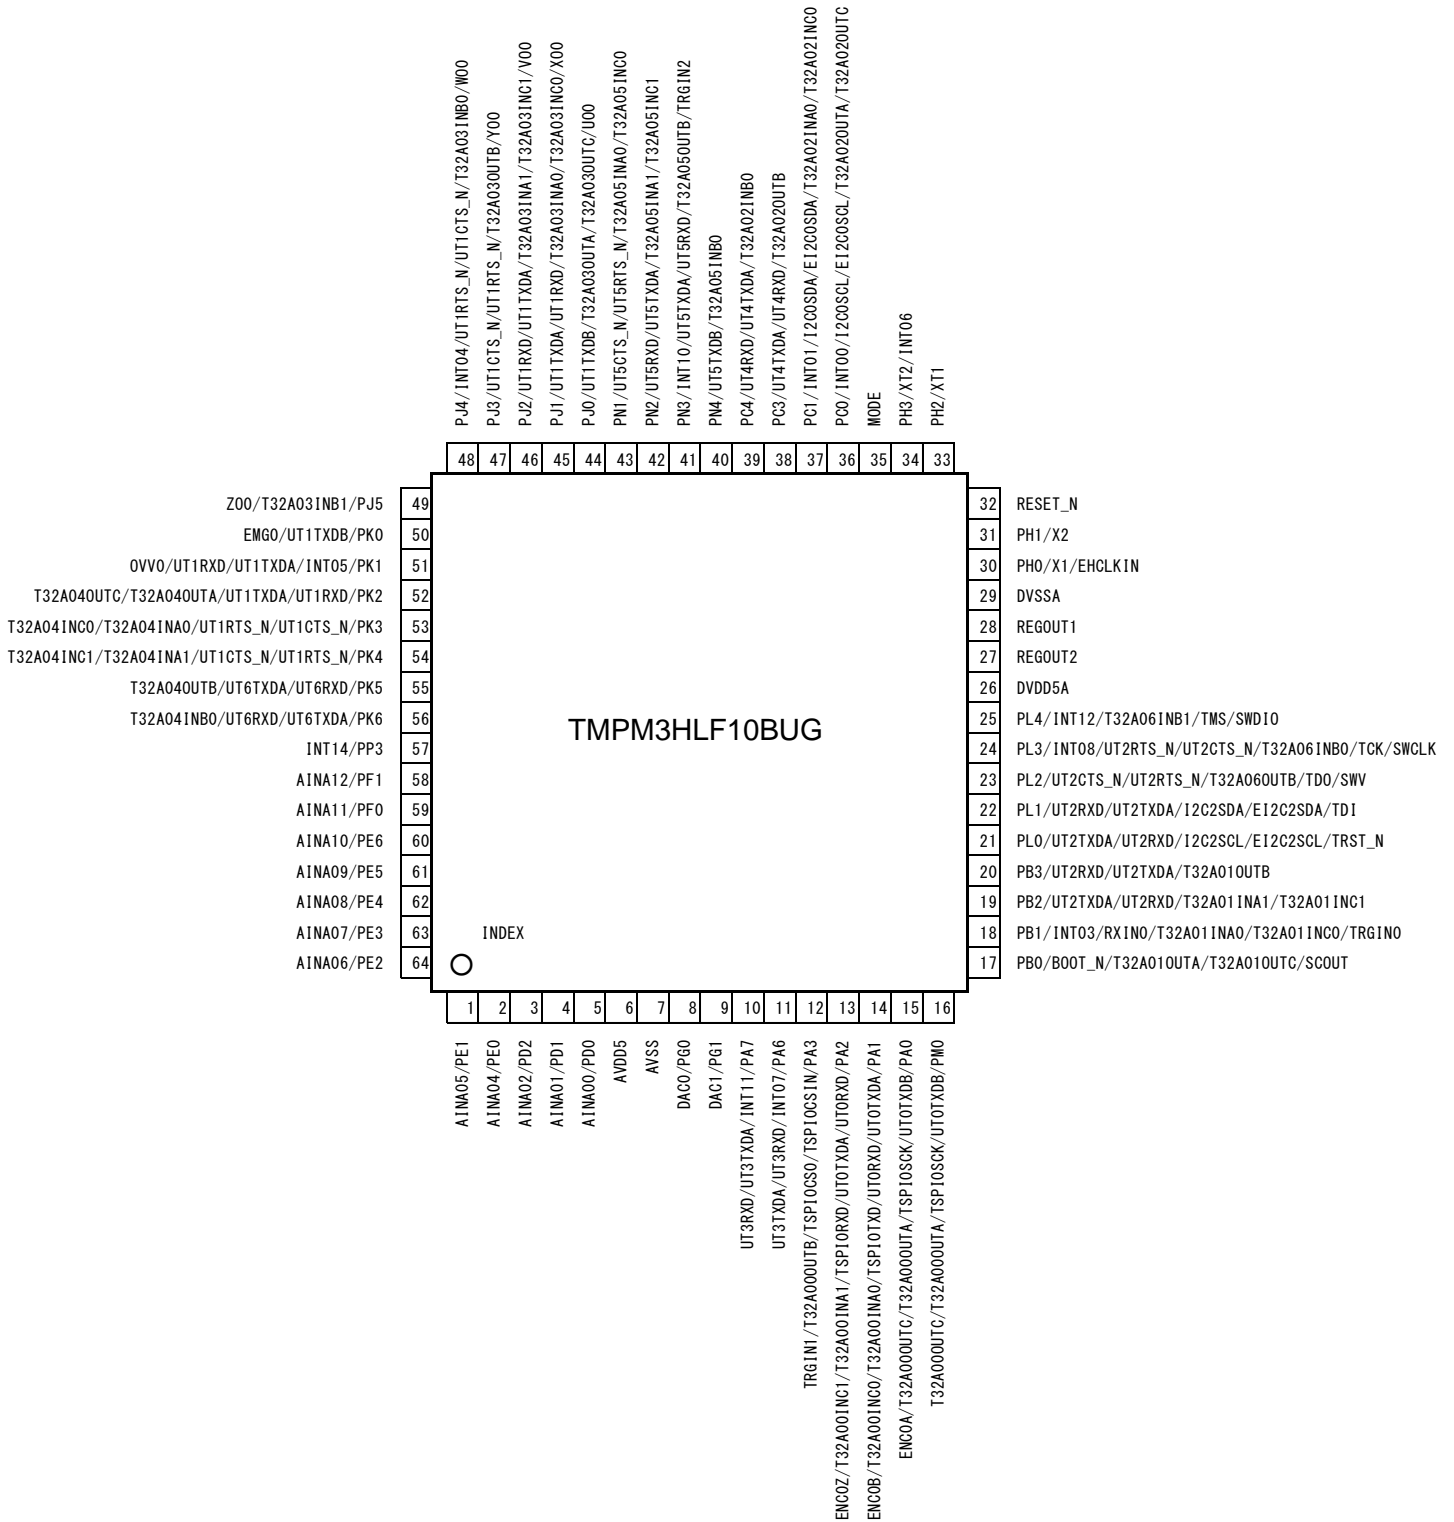 PJ4/INT04/UT1RTS_N/UT1CTS_N/T32A03INB0/WO0
PJ3/UT1CTS_N/UT1RTS_N/T32A03OUTB/YO0
PJ2/UT1RXD/UT1TXDA/T32A03INA1/T32A03INC1/VO0
PJ1/UT1TXDA/UT1RXD/T32A03INA0/T32A03INC0/XO0
PJ0/UT1TXDB/T32A03OUTA/T32A03OUTC/UO0
PN1/UT5CTS_N/UT5RTS_N/T32A05INA0/T32A05INC0
PN2/UT5RXD/UT5TXDA/T32A05INA1/T32A05INC1
PN3/INT10/UT5TXDA/UT5RXD/T32A05OUTB/TRGIN2
PN4/UT5TXDB/T32A05INB0
PC4/UT4RXD/UT4TXDA/T32A02INB0
PC3/UT4TXDA/UT4RXD/T32A02OUTB
PC1/INT01/I2C0SDA/EI2C0SDA/T32A02INA0/T32A02INC0
PC0/INT00/I2C0SCL/EI2C0SCL/T32A02OUTA/T32A02OUTC
MODE
PH3/XT2/INT06
PH2/XT1
48 47 46 45 44 43 42 41 40 39 38 37 36 35 34 33
ZO0/T32A03INB1/PJ5 49
EMG0/UT1TXDB/PK0 50
OVV0/UT1RXD/UT1TXDA/INT05/PK1 51
T32A04OUTC/T32A04OUTA/UT1TXDA/UT1RXD/PK2 52
T32A04INC0/T32A04INA0/UT1RTS_N/UT1CTS_N/PK3 53
T32A04INC1/T32A04INA1/UT1CTS_N/UT1RTS_N/PK4 54
T32A04OUTB/UT6TXDA/UT6RXD/PK5 55
T32A04INB0/UT6RXD/UT6TXDA/PK6 56
INT14/PP3 57
AINA12/PF1 58
AINA11/PF0 59
AINA10/PE6 60
AINA09/PE5 61
AINA08/PE4 62
AINA07/PE3 63
AINA06/PE2 64
TMPM3HLF10BUG
INDEX
32 RESET_N
31 PH1/X2
30 PH0/X1/EHCLKIN
29 DVSSA
28 REGOUT1
27 REGOUT2
26 DVDD5A
25 PL4/INT12/T32A06INB1/TMS/SWDIO
24 PL3/INT08/UT2RTS_N/UT2CTS_N/T32A06INB0/TCK/SWCLK
23 PL2/UT2CTS_N/UT2RTS_N/T32A06OUTB/TDO/SWV
22 PL1/UT2RXD/UT2TXDA/I2C2SDA/EI2C2SDA/TDI
21 PL0/UT2TXDA/UT2RXD/I2C2SCL/EI2C2SCL/TRST_N
20 PB3/UT2RXD/UT2TXDA/T32A01OUTB
19 PB2/UT2TXDA/UT2RXD/T32A01INA1/T32A01INC1
18 PB1/INT03/RXIN0/T32A01INA0/T32A01INC0/TRGIN0
17 PB0/BOOT_N/T32A01OUTA/T32A01OUTC/SCOUT
1 2 3 4 5 6 7 8 9 10 11 12 13 14 15 16
AINA05/PE1
AINA04/PE0
AINA02/PD2
AINA01/PD1
AINA00/PD0
AVDD5
AVSS
DAC0/PG0
DAC1/PG1
UT3RXD/UT3TXDA/INT11/PA7
UT3TXDA/UT3RXD/INT07/PA6
TRGIN1/T32A00OUTB/TSPI0CS0/TSPI0CSIN/PA3
ENC0Z/T32A00INC1/T32A00INA1/TSPI0RXD/UT0TXDA/UT0RXD/PA2
ENC0B/T32A00INC0/T32A00INA0/TSPI0TXD/UT0RXD/UT0TXDA/PA1
ENC0A/T32A00OUTC/T32A00OUTA/TSPI0SCK/UT0TXDB/PA0
T32A00OUTC/T32A00OUTA/TSPI0SCK/UT0TXDB/PM0